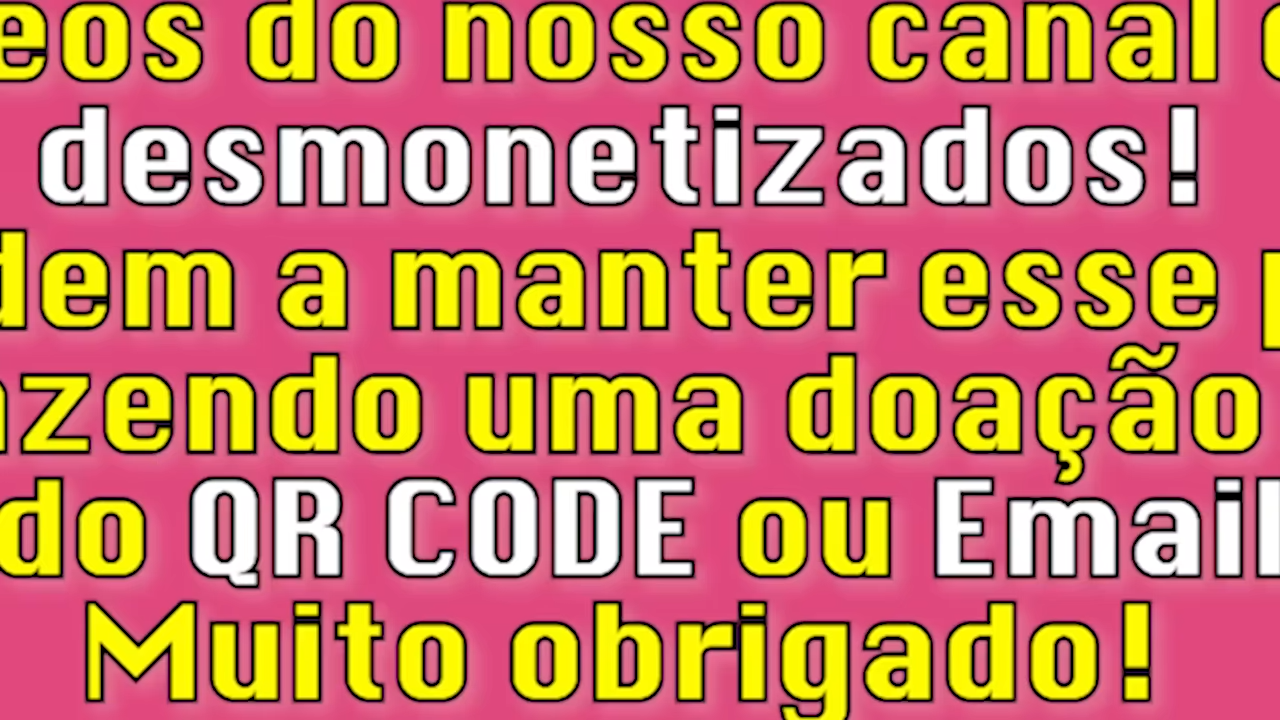 eos do nosso canal
desmonetizados!
dem a manter esse
azendo uma doação
do QR CODE ou Email
Muito obrigado!